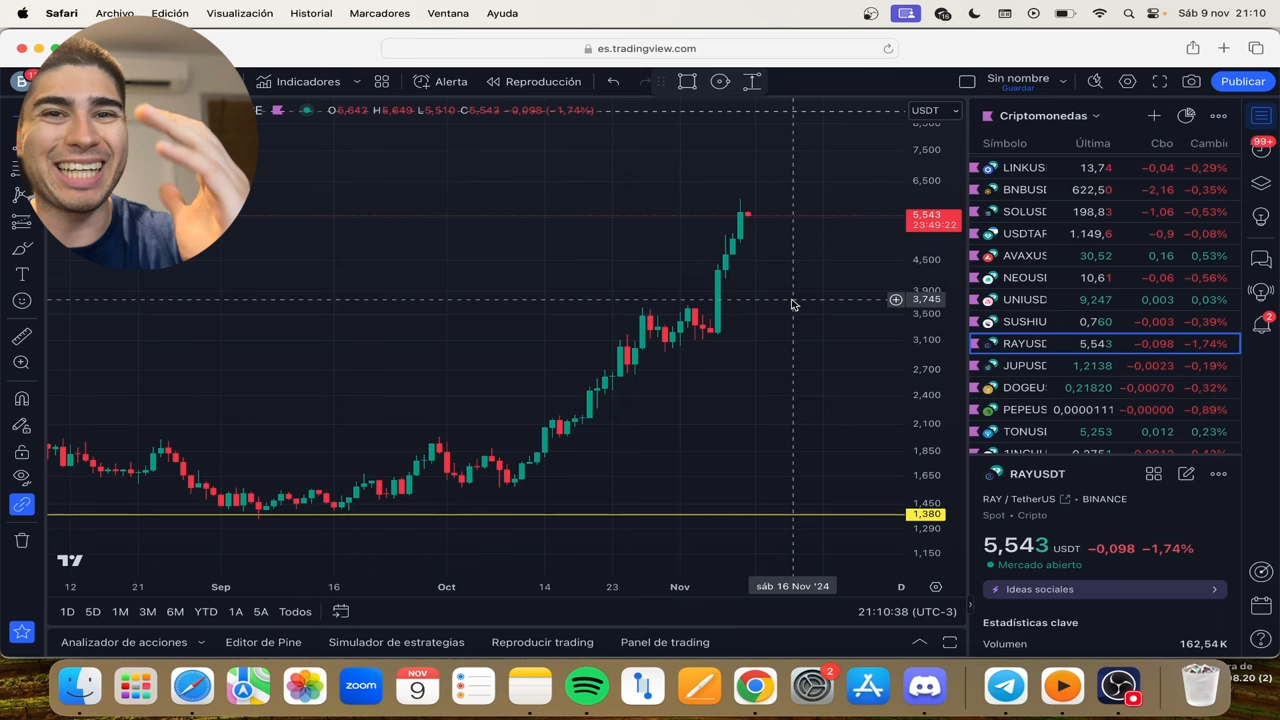 Safari Archivo Edición Visualización Historial Marcadores Ventana Ayuda
16 Sáb 9 nov 21:10
es.tradingview.com
B
Indicadores
Alerta
Reproducción
Sin nombre
Guardar
Publicar
E O5,642 H5,649 L5,510 C5,543 −0,098 (−1,74%)
USDT
7,500
6,500
5,543
23:49:22
4,500
3,900
3,745
3,500
3,100
2,700
2,400
2,100
1,850
1,650
1,450
1,380
1,290
1,150
12 21 Sep 16 Oct 14 23 Nov sáb 16 Nov '24 D
1D 5D 1M 3M 6M YTD 1A 5A Todos
21:10:38 (UTC-3)
Analizador de acciones Editor de Pine Simulador de estrategias Reproducir trading Panel de trading
Criptomonedas
Símbolo Última Cbo Cambio
LINKUS 13,74 −0,04 −0,29%
BNBUSD 622,50 −2,16 −0,35%
SOLUSD 198,83 −1,06 −0,53%
USDTAR 1.149,6 −0,9 −0,08%
AVAXUS 30,52 0,16 0,53%
NEOUSD 10,61 −0,06 −0,56%
UNIUSD 9,247 0,003 0,03%
SUSHIU 0,760 −0,003 −0,39%
RAYUSD 5,543 −0,098 −1,74%
JUPUSD 1,2138 −0,0023 −0,19%
DOGEU 0,21820 −0,00070 −0,32%
PEPEUS 0,0000111 −0,00000 −0,89%
TONUSD 5,253 0,012 0,23%
RAYUSDT
RAY / TetherUS • BINANCE
Spot • Cripto
5,543 USDT −0,098 −1,74%
Mercado abierto
Ideas sociales
Estadísticas clave
Volumen 162,54K
99+
2
zoom
NOV
9
2
08.20 (2)